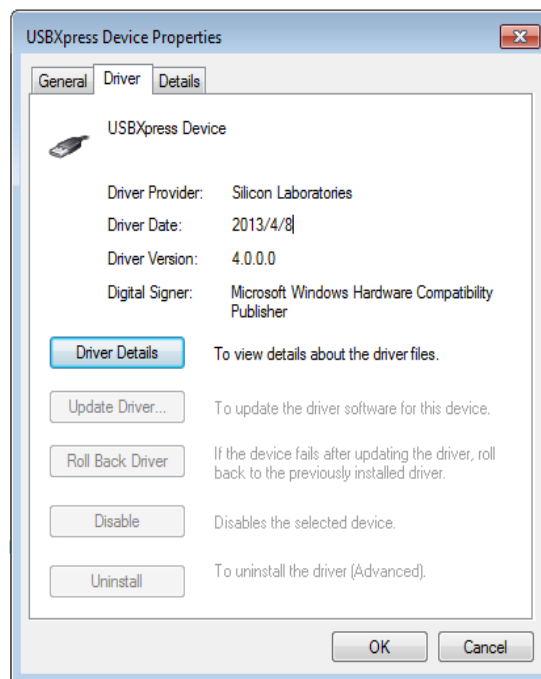 USBXpress Device Properties
General Driver Details
USBXpress Device
Driver Provider: Silicon Laboratories
Driver Date: 2013/4/8
Driver Version: 4.0.0.0
Digital Signer: Microsoft Windows Hardware Compatibility
Publisher
Driver Details To view details about the driver files.
Update Driver... To update the driver software for this device.
Roll Back Driver If the device fails after updating the driver, roll
back to the previously installed driver.
Disable Disables the selected device.
Uninstall To uninstall the driver (Advanced).
OK Cancel